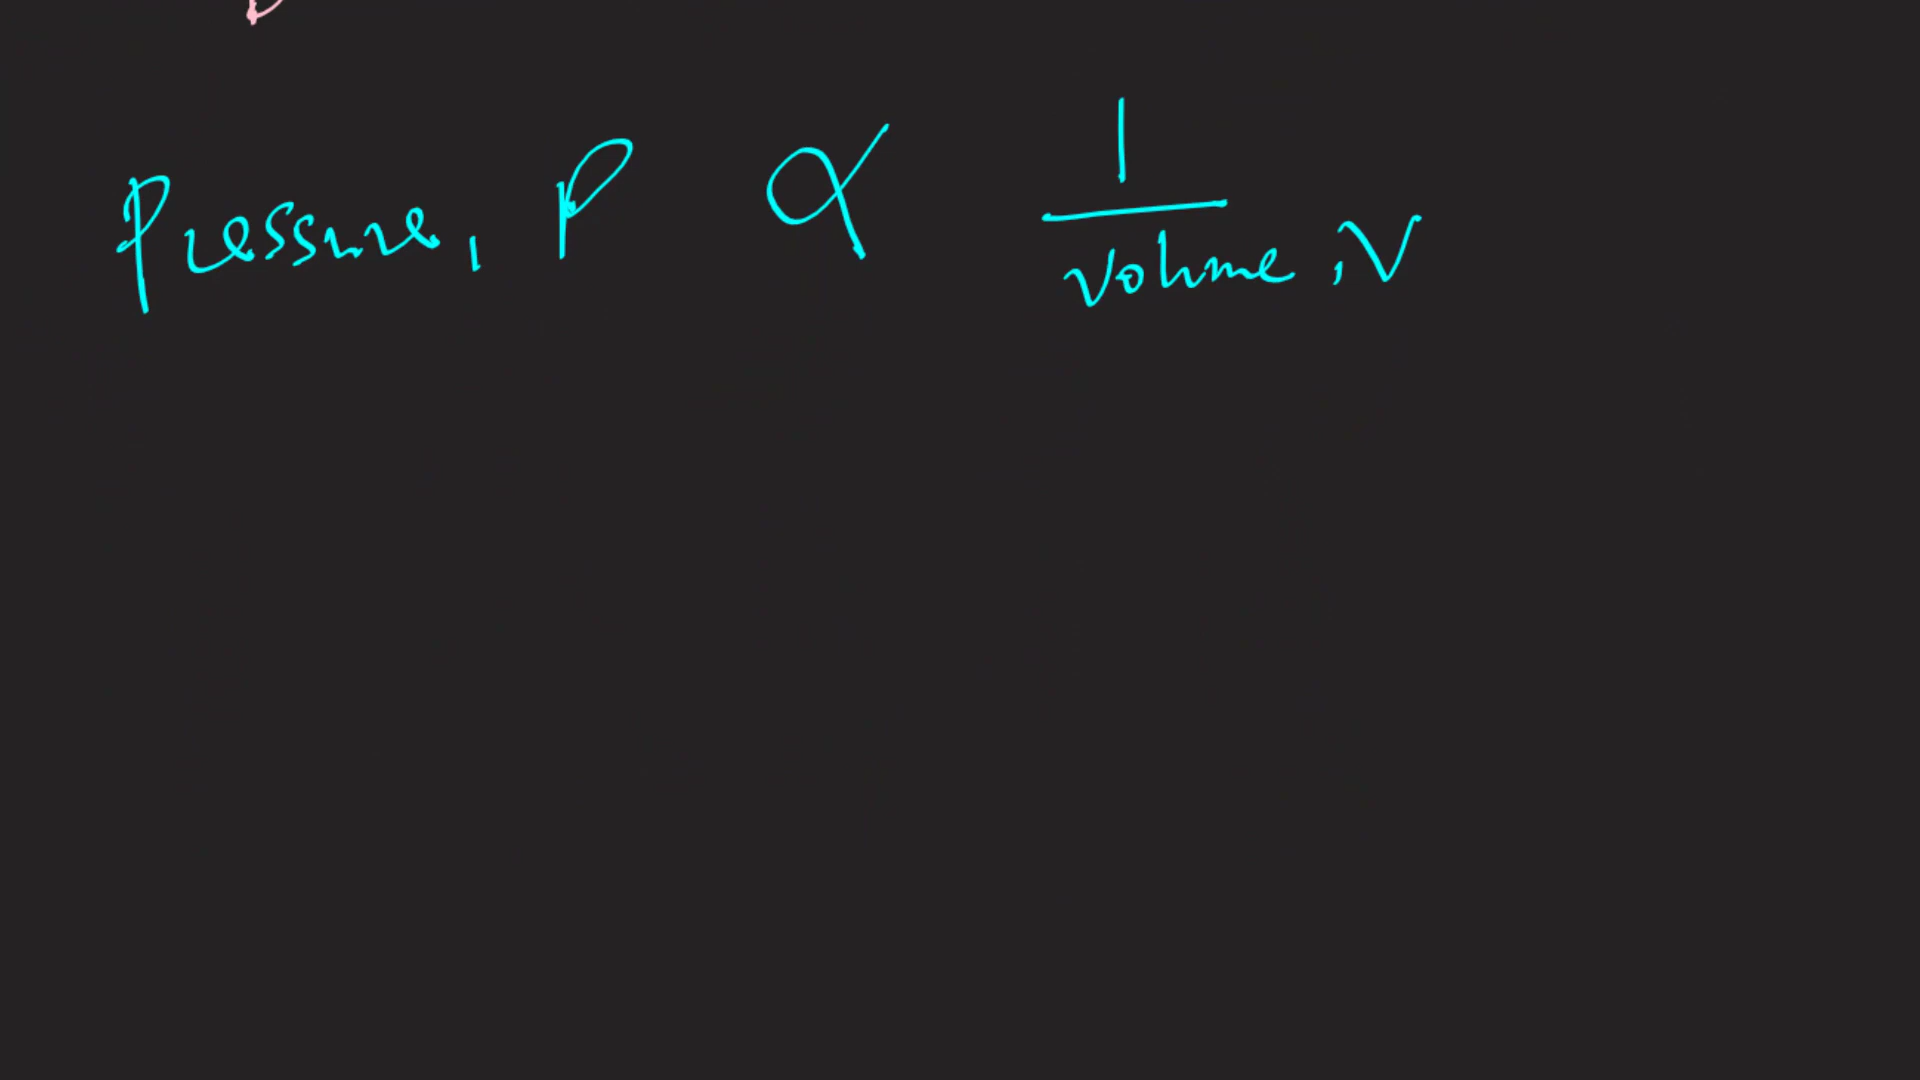 Pressure, P ∝ 1 / volume, V